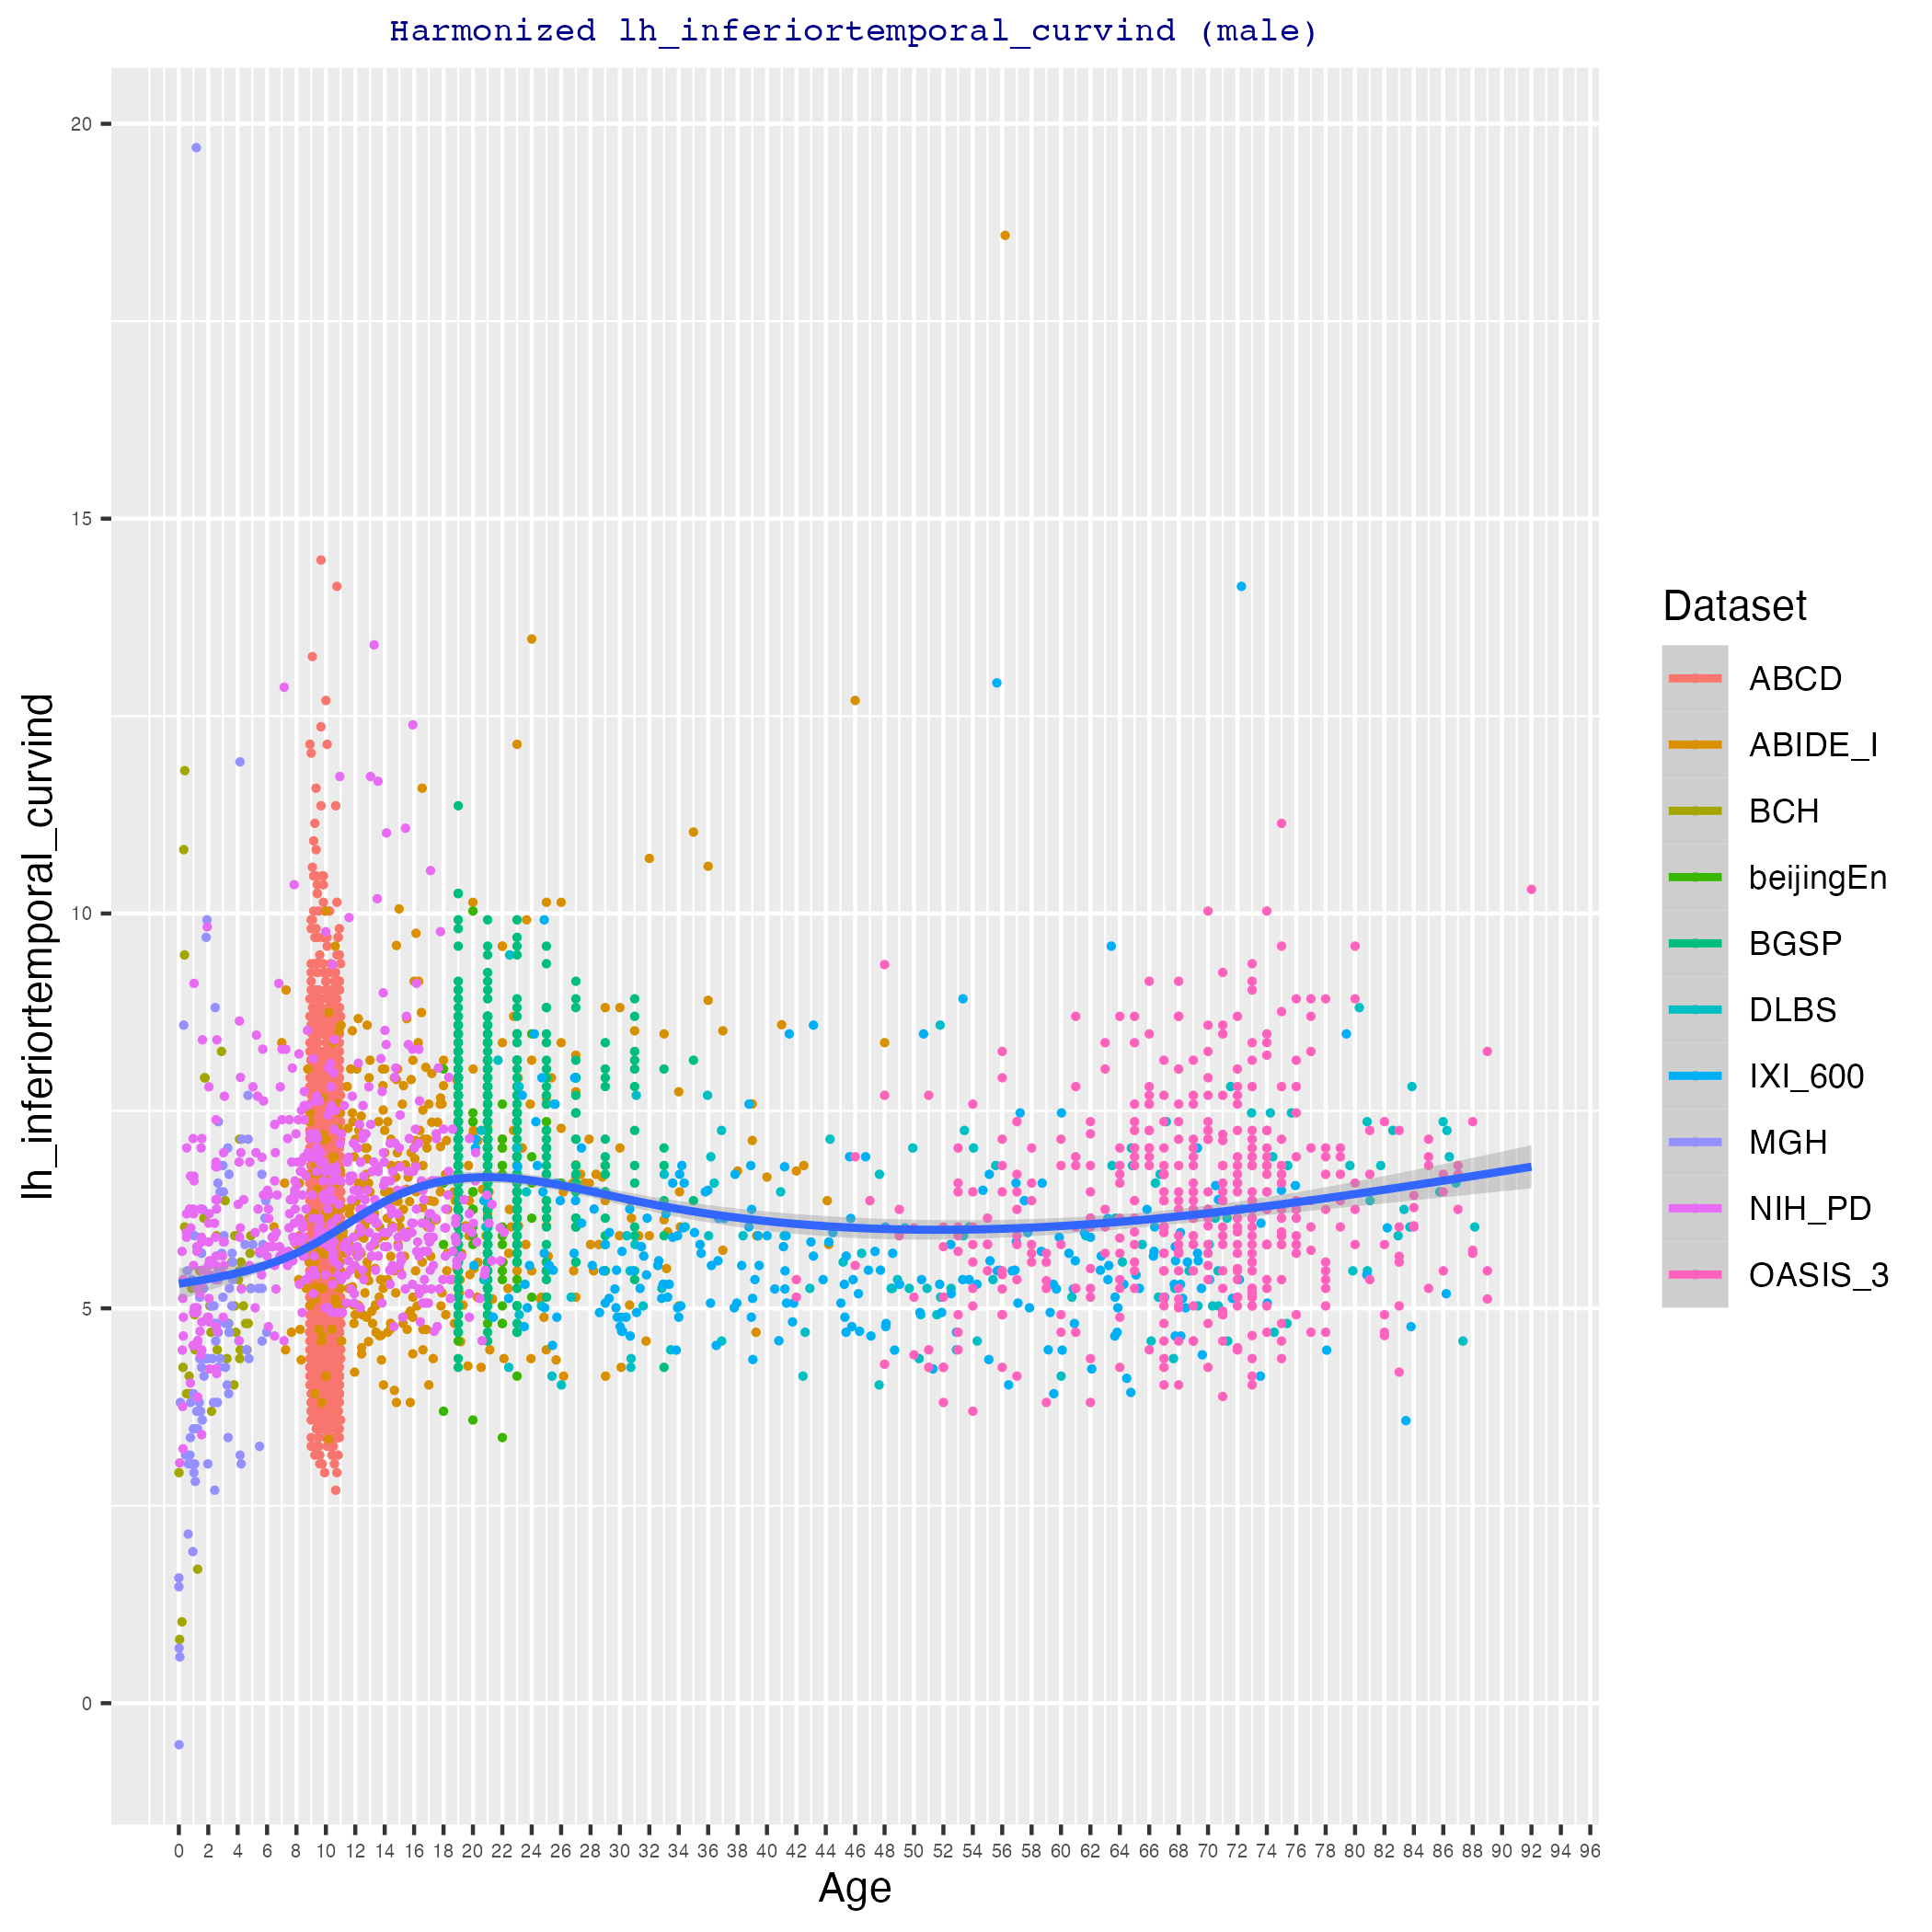 Harmonized lh_inferiortemporal_curvind (male)
lh_inferiortemporal_curvind
20
15
10
5
0
0 2 4 6 8 10 12 14 16 18 20 22 24 26 28 30 32 34 36 38 40 42 44 46 48 50 52 54 56 58 60 62 64 66 68 70 72 74 76 78 80 82 84 86 88 90 92 94 96
Age
Dataset
ABCD
ABIDE_I
BCH
beijingEn
BGSP
DLBS
IXI_600
MGH
NIH_PD
OASIS_3